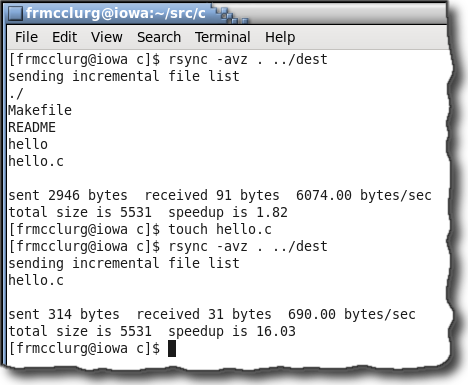 frmcclurg@iowa:~/src/c
File Edit View Search Terminal Help
[frmcclurg@iowa c]$ rsync -avz . ../dest
sending incremental file list
./
Makefile
README
hello
hello.c

sent 2946 bytes  received 91 bytes  6074.00 bytes/sec
total size is 5531  speedup is 1.82
[frmcclurg@iowa c]$ touch hello.c
[frmcclurg@iowa c]$ rsync -avz . ../dest
sending incremental file list
hello.c

sent 314 bytes  received 31 bytes  690.00 bytes/sec
total size is 5531  speedup is 16.03
[frmcclurg@iowa c]$